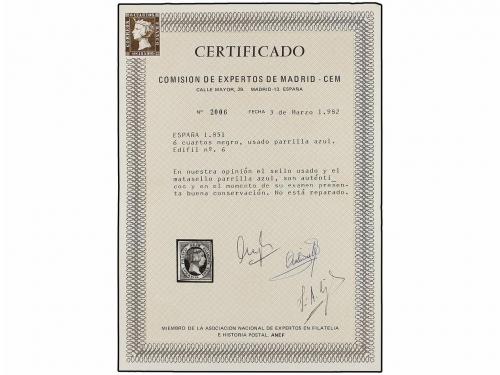 CERTIFICADO
COMISION DE EXPERTOS DE MADRID - CEM
CALLE MAYOR, 29. MADRID-13. ESPAÑA
Nº 2006 FECHA 3 de Marzo 1.982
ESPAÑA 1.851
6 cuartos negro, usado parrilla azul.
Edifil nº. 6
En nuestra opinión el sello usado y el
matasello parrilla azul, son auténti_
cos y en el momento de su examen presen-
ta buena conservación. No está reparado.
MIEMBRO DE LA ASOCIACION NACIONAL DE EXPERTOS EN FILATELIA
E HISTORIA POSTAL. ANEF